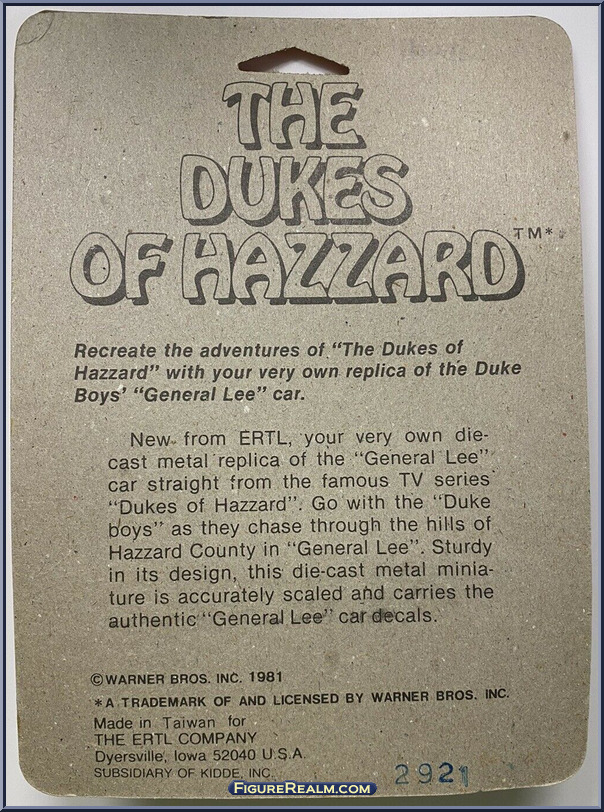 THE
DUKES
OF HAZZARD™*
Recreate the adventures of "The Dukes of
Hazzard" with your very own replica of the Duke
Boys' "General Lee" car.
New from ERTL, your very own die-
cast metal replica of the "General Lee"
car straight from the famous TV series
"Dukes of Hazzard". Go with the "Duke
boys" as they chase through the hills of
Hazzard County in "General Lee". Sturdy
in its design, this die-cast metal minia-
ture is accurately scaled and carries the
authentic "General Lee" car decals.
©WARNER BROS. INC. 1981
*A TRADEMARK OF AND LICENSED BY WARNER BROS. INC.
Made in Taiwan for
THE ERTL COMPANY
Dyersville, Iowa 52040 U.S.A.
SUBSIDIARY OF KIDDE, INC.
2921
FIGUREREALM.COM